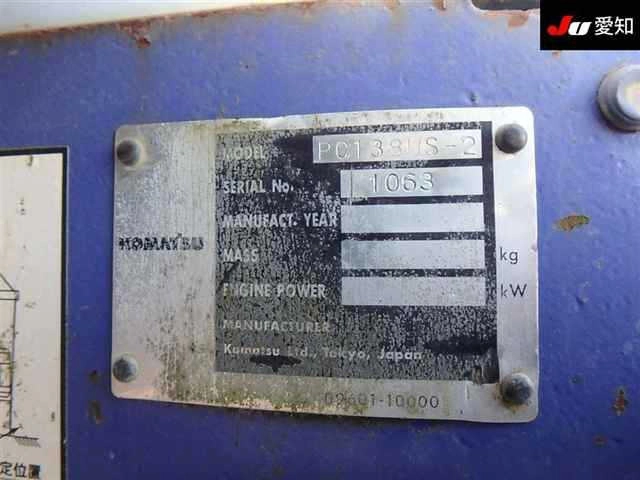 JU 愛知
MODEL PC138US-2
SERIAL No. 1063
MANUFACT. YEAR
MASS kg
ENGINE POWER kW
KOMATSU
MANUFACTURER
Komatsu Ltd., Tokyo, Japan
09601-10000
定位置